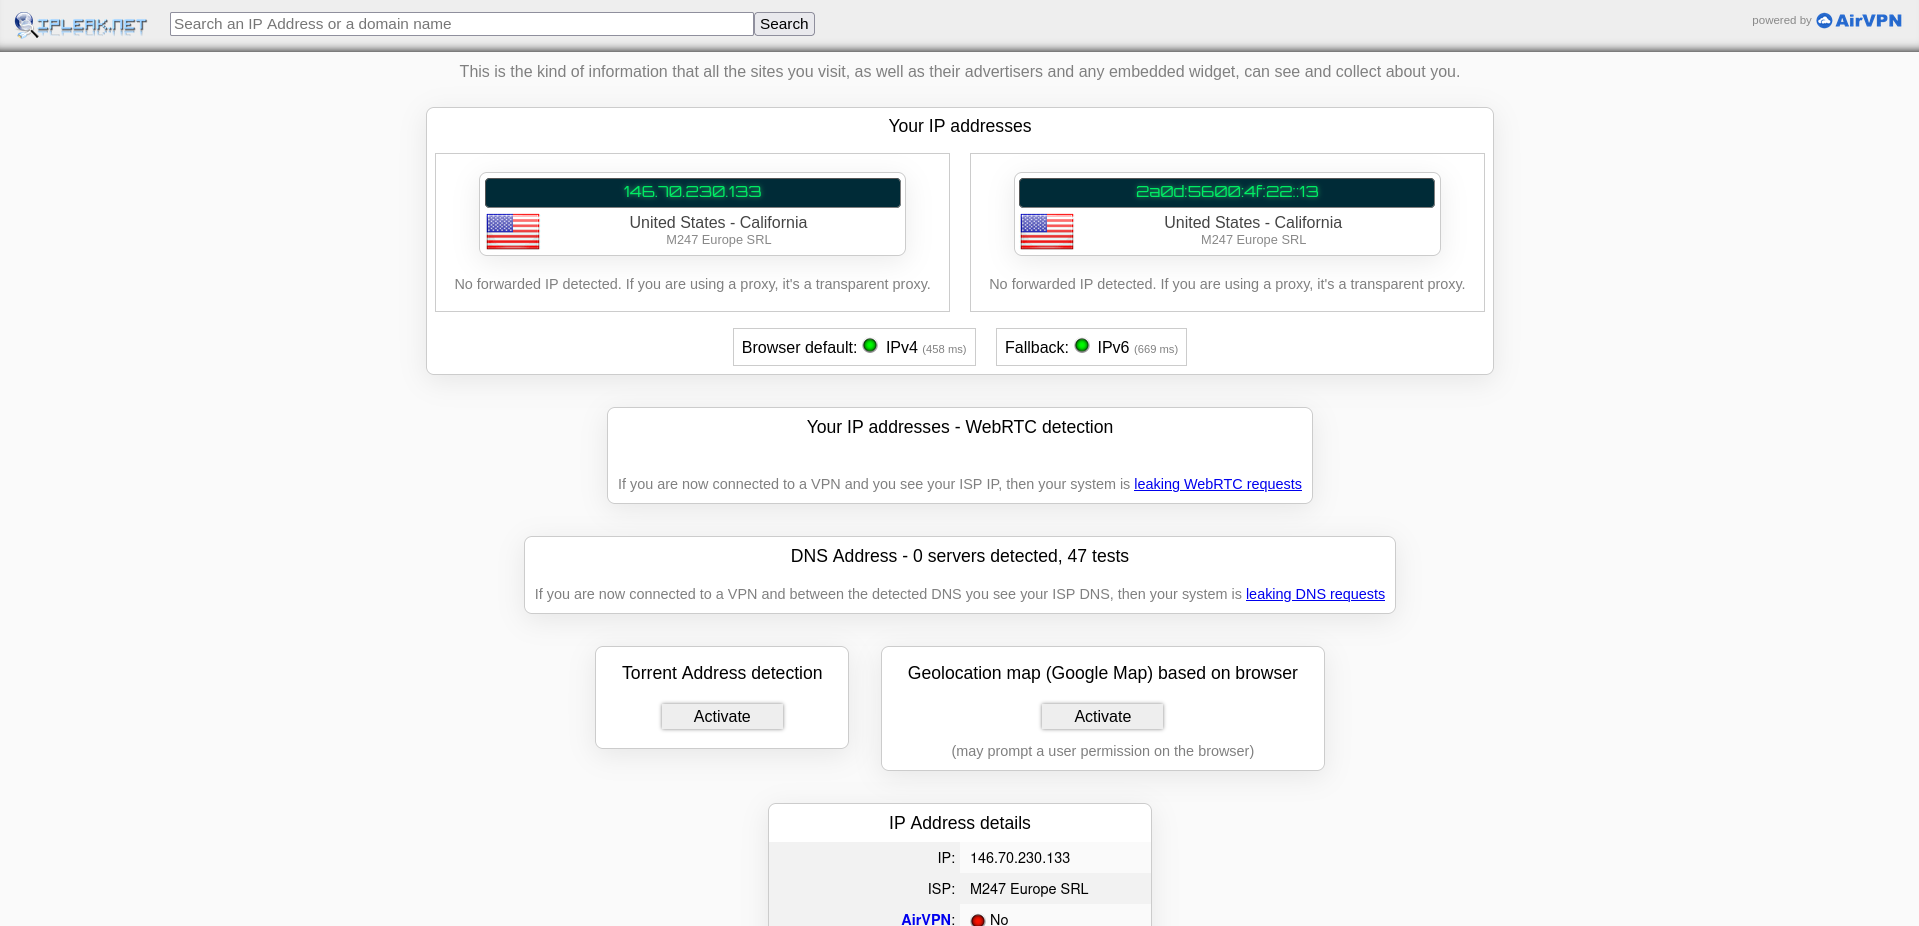 IPLEAK.NET
Search an IP Address or a domain name
Search
powered by AirVPN
This is the kind of information that all the sites you visit, as well as their advertisers and any embedded widget, can see and collect about you.
Your IP addresses
146.70.230.133
United States - California
M247 Europe SRL
No forwarded IP detected. If you are using a proxy, it's a transparent proxy.
2a0d:5600:4f:22::13
United States - California
M247 Europe SRL
No forwarded IP detected. If you are using a proxy, it's a transparent proxy.
Browser default: IPv4 (458 ms)
Fallback: IPv6 (669 ms)
Your IP addresses - WebRTC detection
If you are now connected to a VPN and you see your ISP IP, then your system is leaking WebRTC requests
DNS Address - 0 servers detected, 47 tests
If you are now connected to a VPN and between the detected DNS you see your ISP DNS, then your system is leaking DNS requests
Torrent Address detection
Activate
Geolocation map (Google Map) based on browser
Activate
(may prompt a user permission on the browser)
IP Address details
IP: 146.70.230.133
ISP: M247 Europe SRL
AirVPN: No